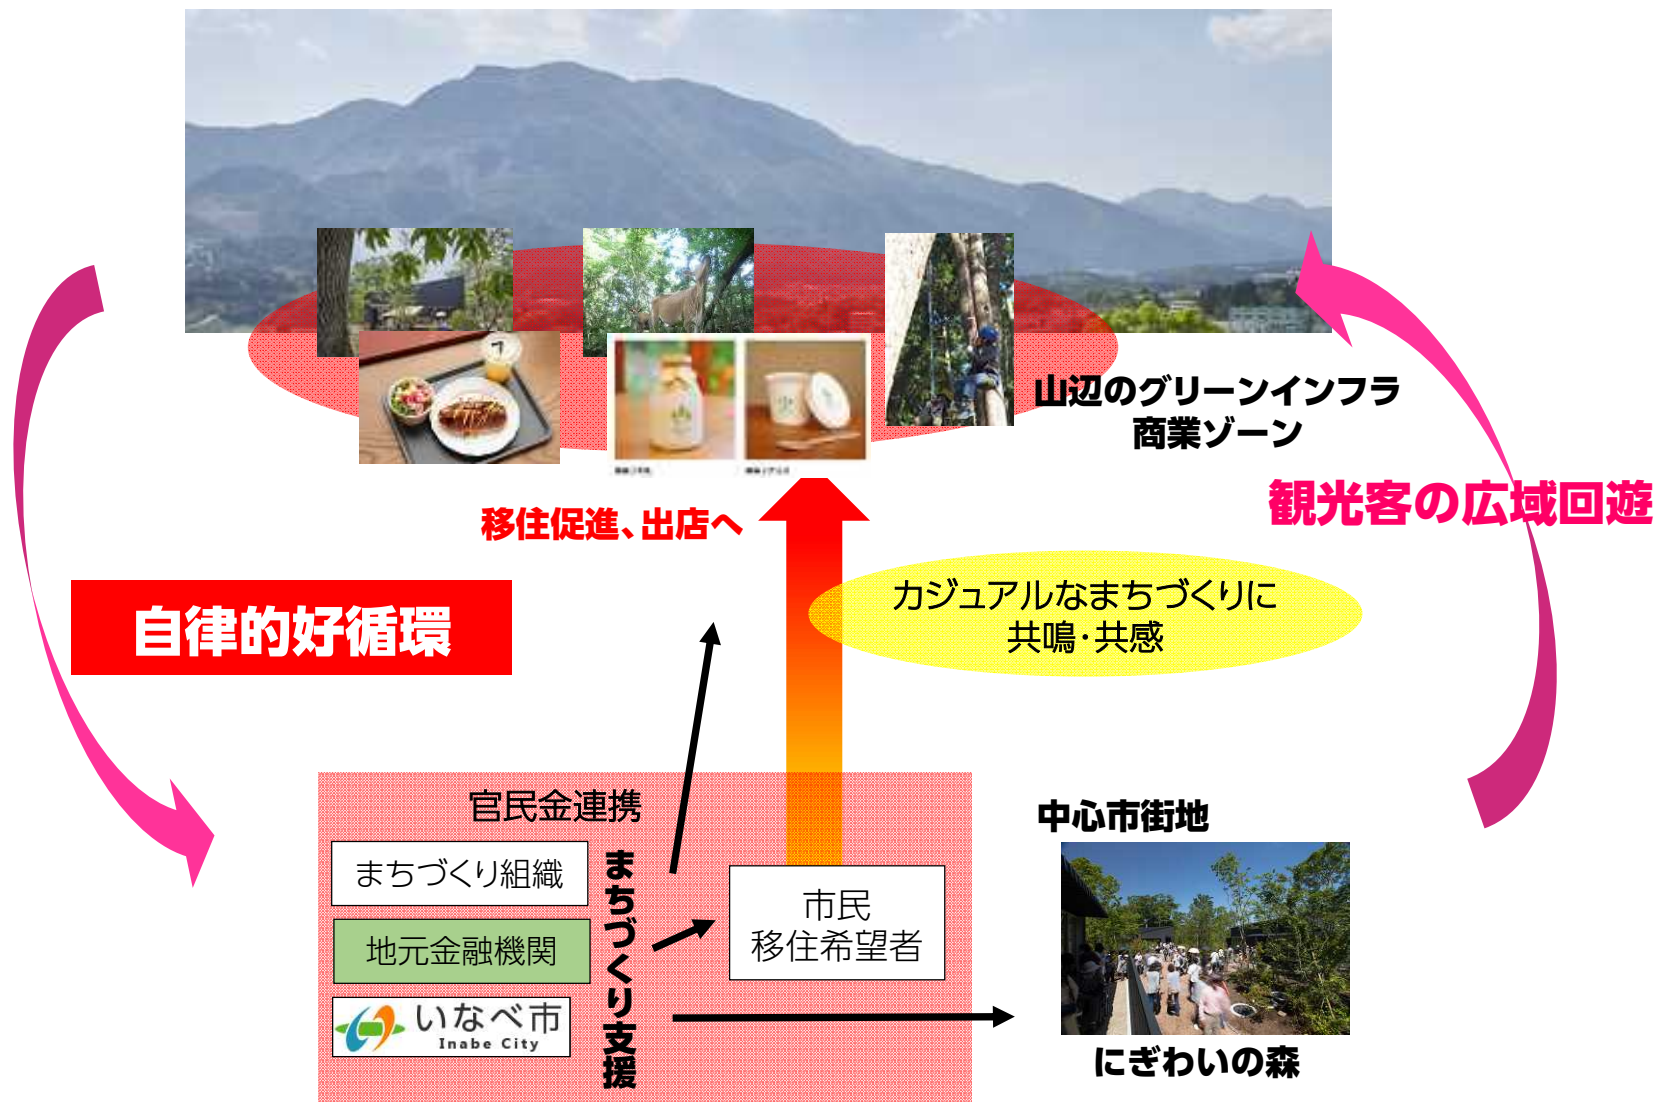 山辺のグリーンインフラ
商業ゾーン
観光客の広域回遊
移住促進、出店へ
カジュアルなまちづくりに
共鳴・共感
自律的好循環
官民金連携
まちづくり組織
地元金融機関
いなべ市
Inabe City
まちづくり支援
市民
移住希望者
中心市街地
にぎわいの森